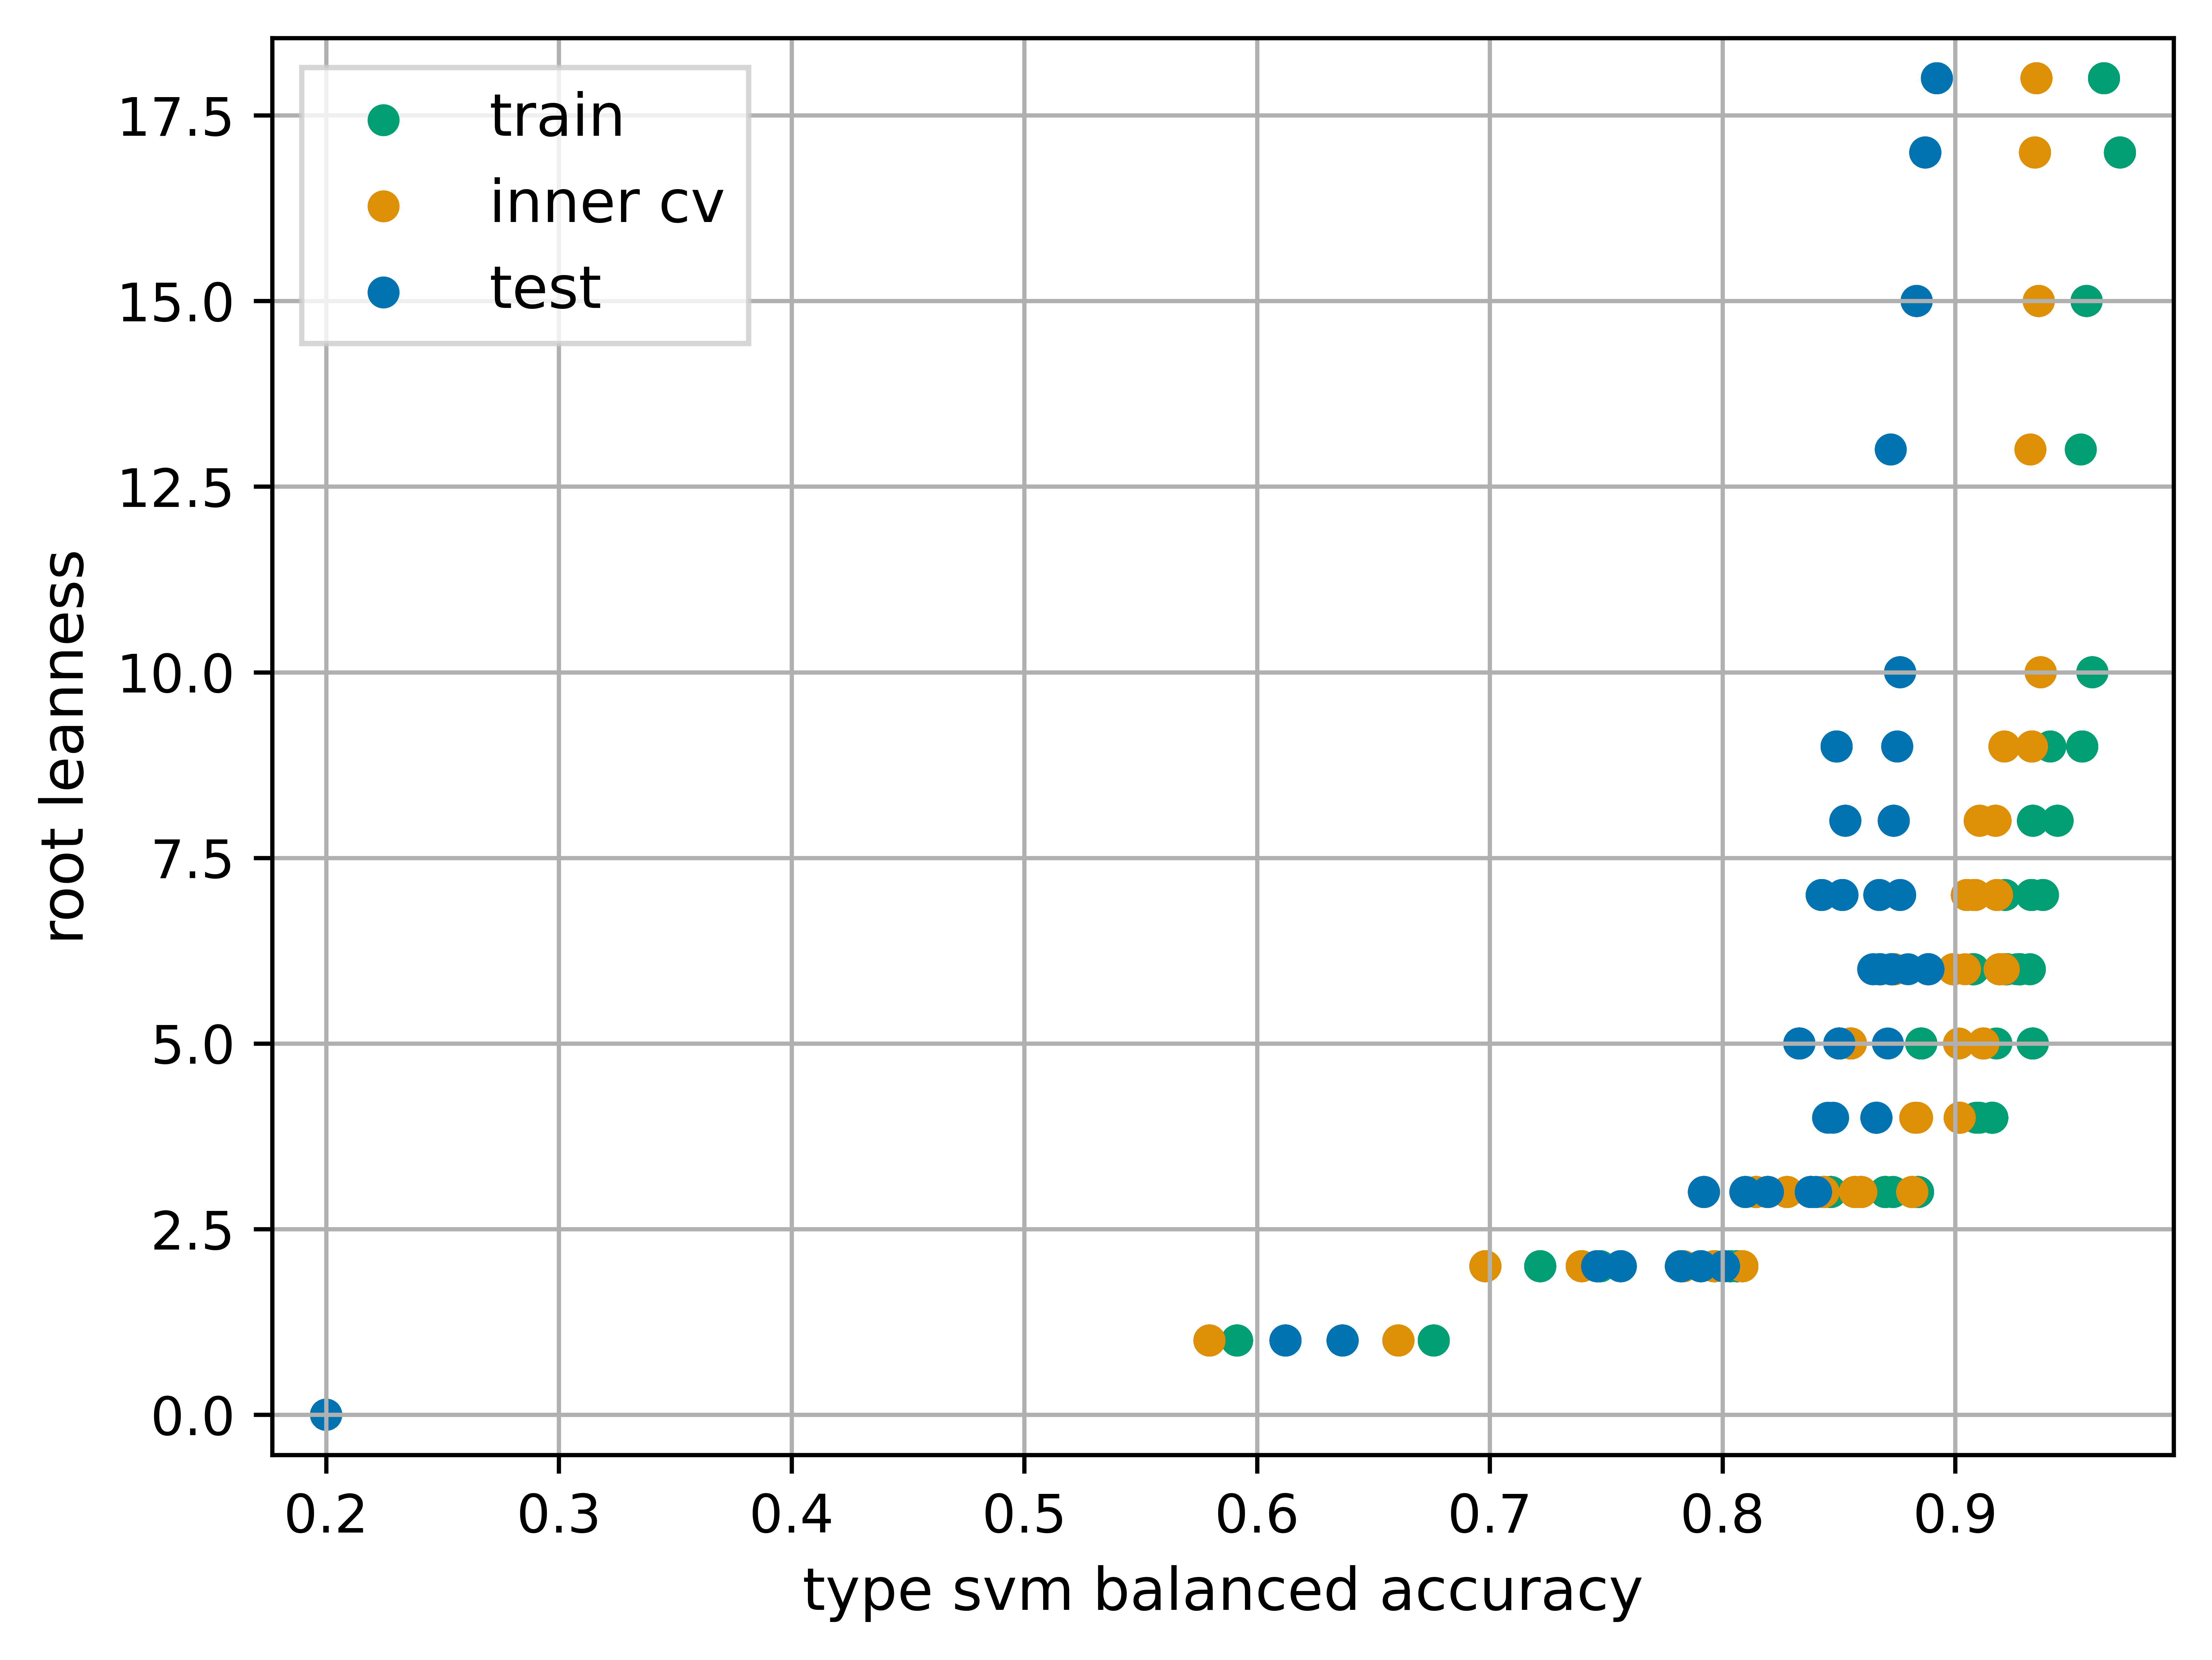 train
inner cv
test
17.5
15.0
12.5
10.0
7.5
5.0
2.5
0.0
root leanness
0.2 0.3 0.4 0.5 0.6 0.7 0.8 0.9
type svm balanced accuracy